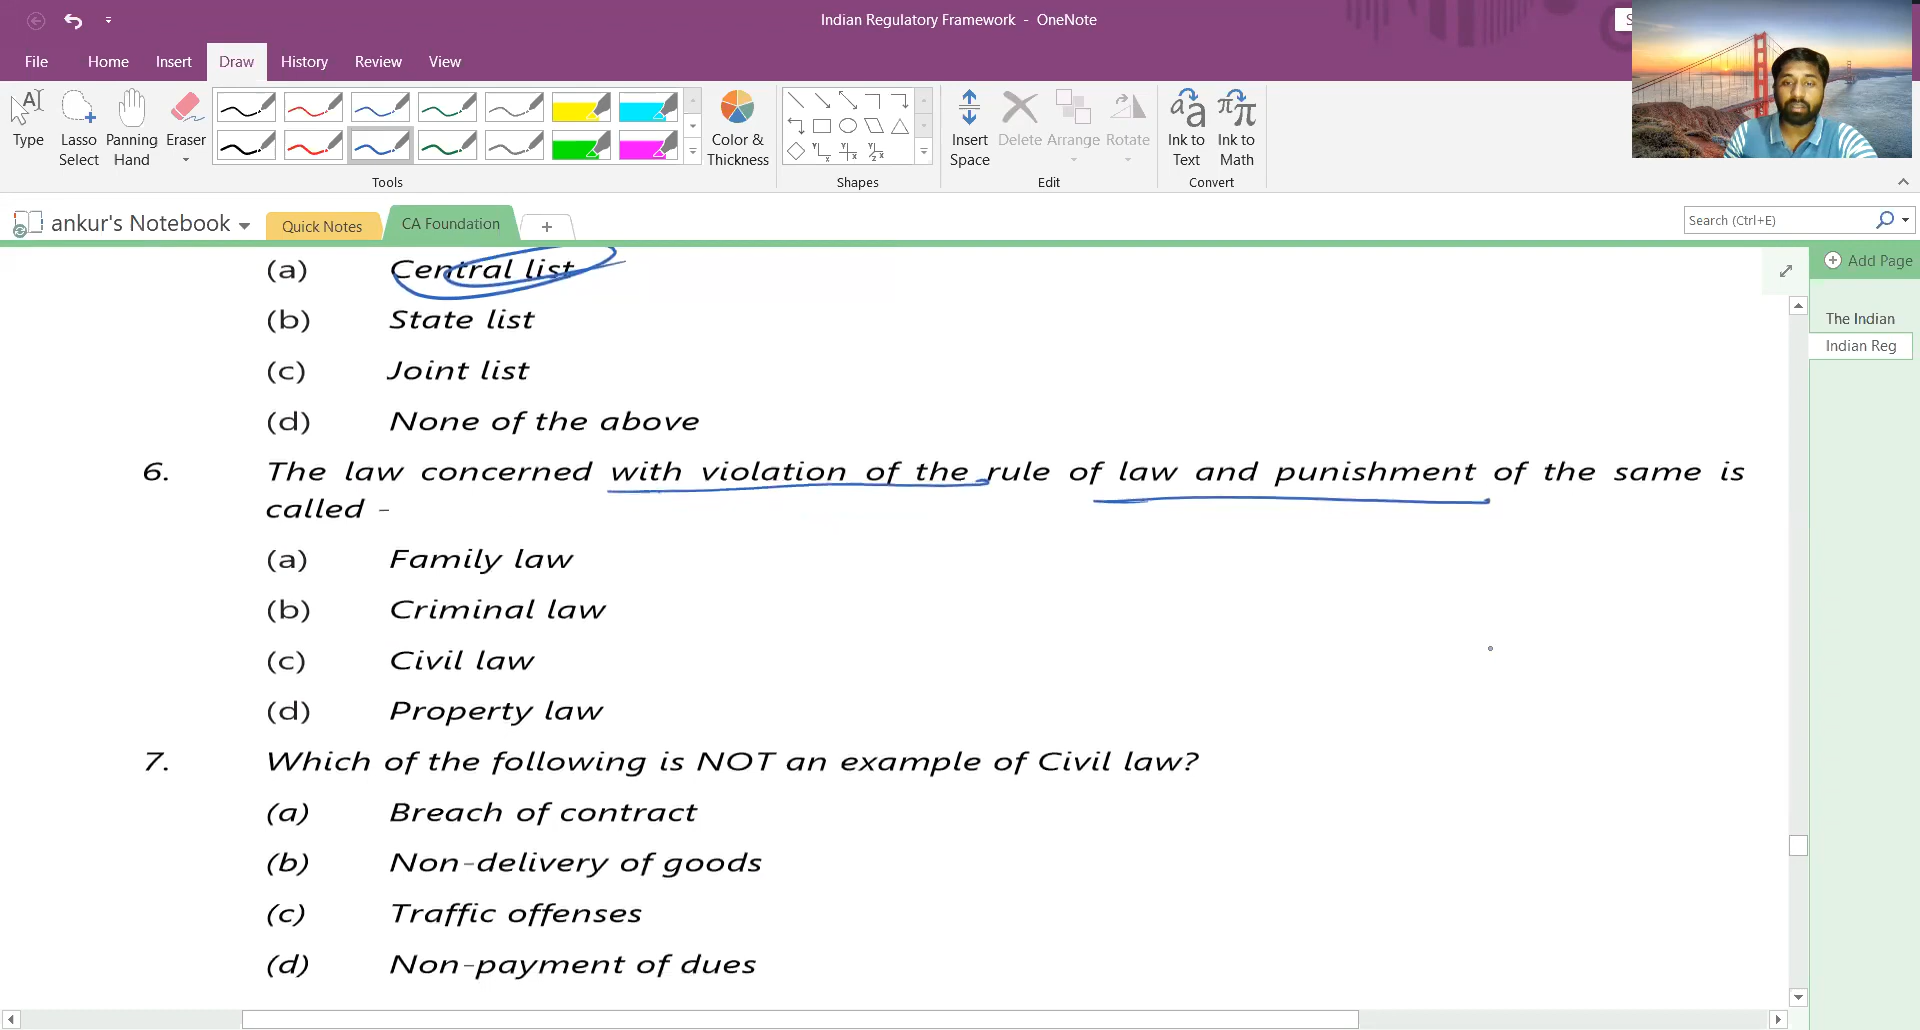 Indian Regulatory Framework - OneNote
File Home Insert Draw History Review View
Type
Lasso Select
Panning Hand
Eraser
Color & Thickness
Insert Space
Delete
Arrange
Rotate
Ink to Text
Ink to Math
Tools
Shapes
Edit
Convert
ankur's Notebook
Quick Notes
CA Foundation
Search (Ctrl+E)
Add Page
The Indian
Indian Reg
(a) Central list
(b) State list
(c) Joint list
(d) None of the above
6. The law concerned with violation of the rule of law and punishment of the same is
called -
(a) Family law
(b) Criminal law
(c) Civil law
(d) Property law
7. Which of the following is NOT an example of Civil law?
(a) Breach of contract
(b) Non-delivery of goods
(c) Traffic offenses
(d) Non-payment of dues